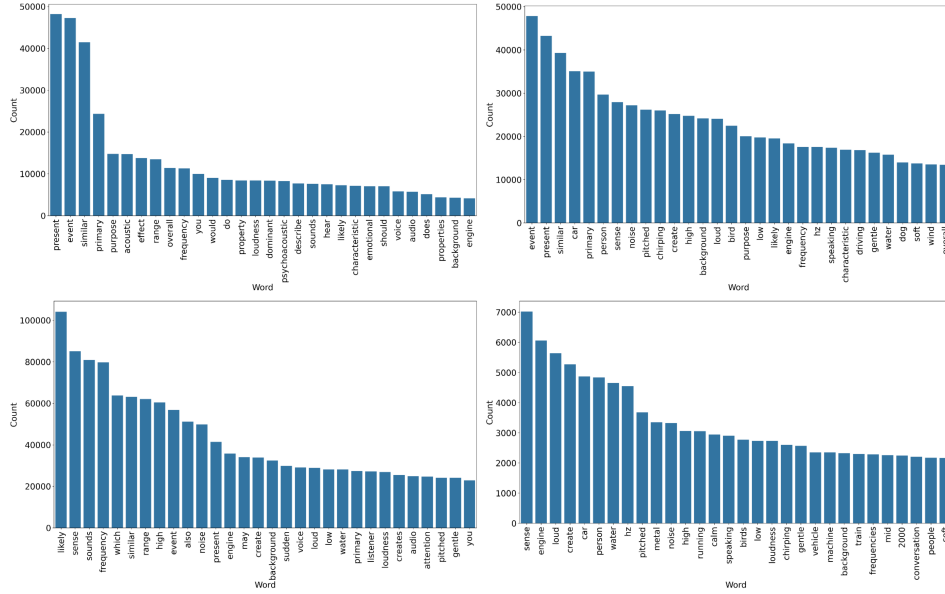 50000
40000
30000
20000
10000
0
Count
present
event
similar
primary
purpose
acoustic
effect
range
overall
frequency
you
would
do
property
loudness
dominant
psychoacoustic
describe
sounds
hear
likely
characteristic
emotional
should
voice
audio
does
properties
background
engine
Word
50000
40000
30000
20000
10000
0
Count
event
present
similar
car
primary
person
sense
noise
pitched
chirping
create
high
background
loud
bird
purpose
low
likely
engine
frequency
hz
speaking
characteristic
driving
gentle
water
dog
soft
wind
overall
Word
100000
80000
60000
40000
20000
0
Count
likely
sense
sounds
frequency
which
similar
range
high
event
also
noise
present
engine
may
create
background
sudden
voice
loud
low
water
primary
listener
loudness
creates
audio
attention
pitched
gentle
you
Word
7000
6000
5000
4000
3000
2000
1000
0
Count
sense
engine
loud
create
car
person
water
hz
pitched
metal
noise
high
running
calm
speaking
birds
low
loudness
chirping
gentle
vehicle
machine
background
train
frequencies
mid
2000
conversation
people
soft
Word